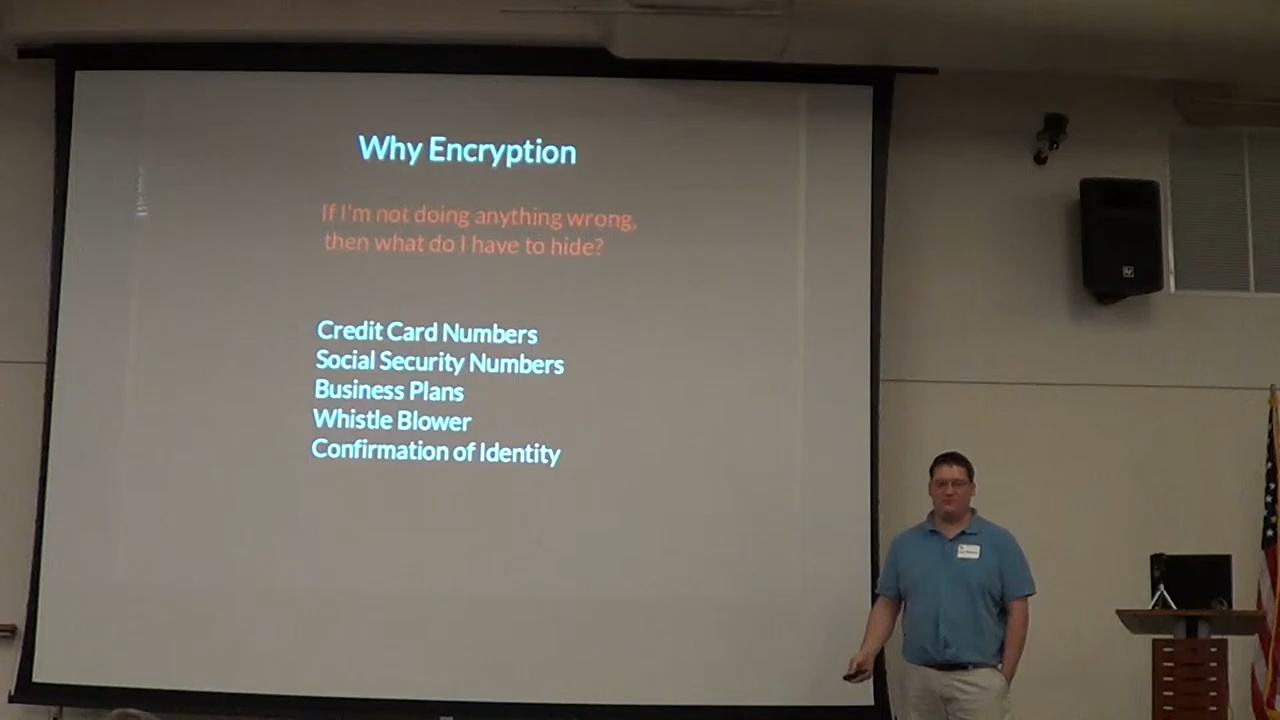 Why Encryption
If I'm not doing anything wrong,
then what do I have to hide?
Credit Card Numbers
Social Security Numbers
Business Plans
Whistle Blower
Confirmation of Identity
EV